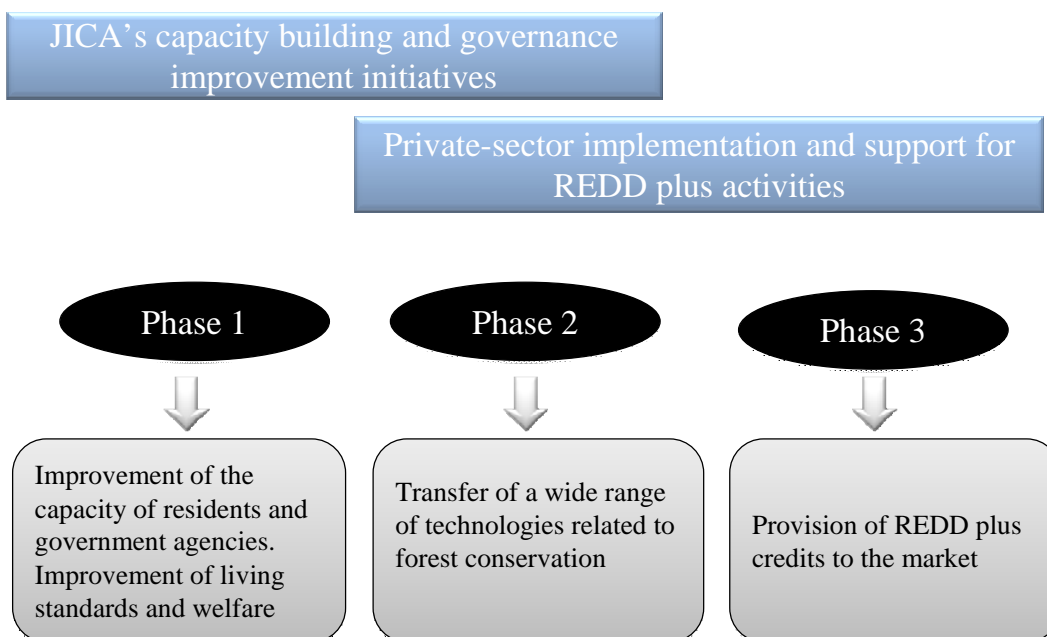 JICA’s capacity building and governance
improvement initiatives
Private-sector implementation and support for
REDD plus activities
Phase 1
Phase 2
Phase 3
Improvement of the
capacity of residents and
government agencies.
Improvement of living
standards and welfare
Transfer of a wide range
of technologies related to
forest conservation
Provision of REDD plus
credits to the market